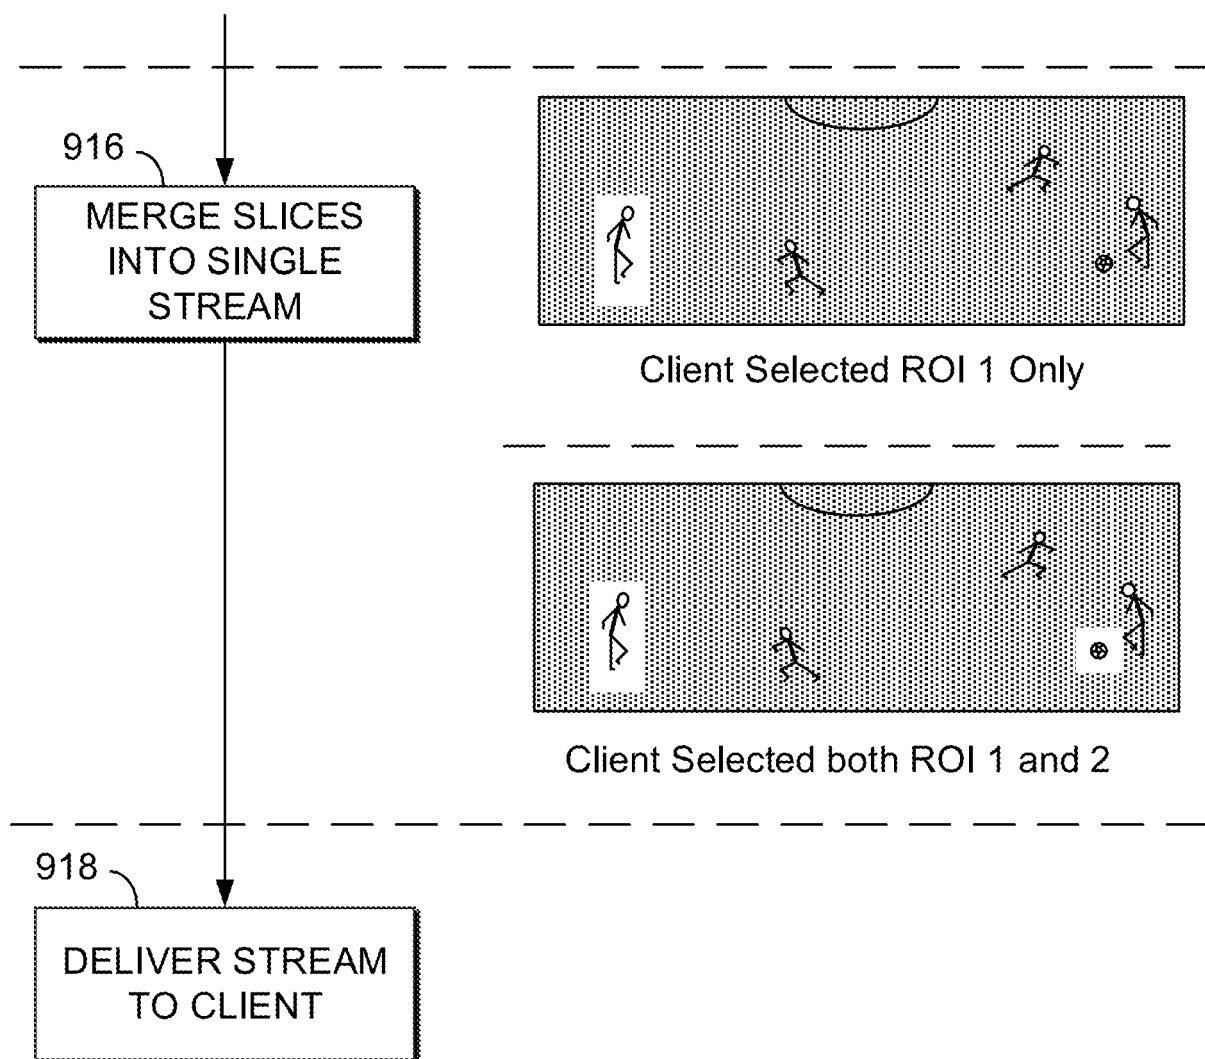 916
MERGE SLICES
INTO SINGLE
STREAM
Client Selected ROI 1 Only
Client Selected both ROI 1 and 2
918
DELIVER STREAM
TO CLIENT